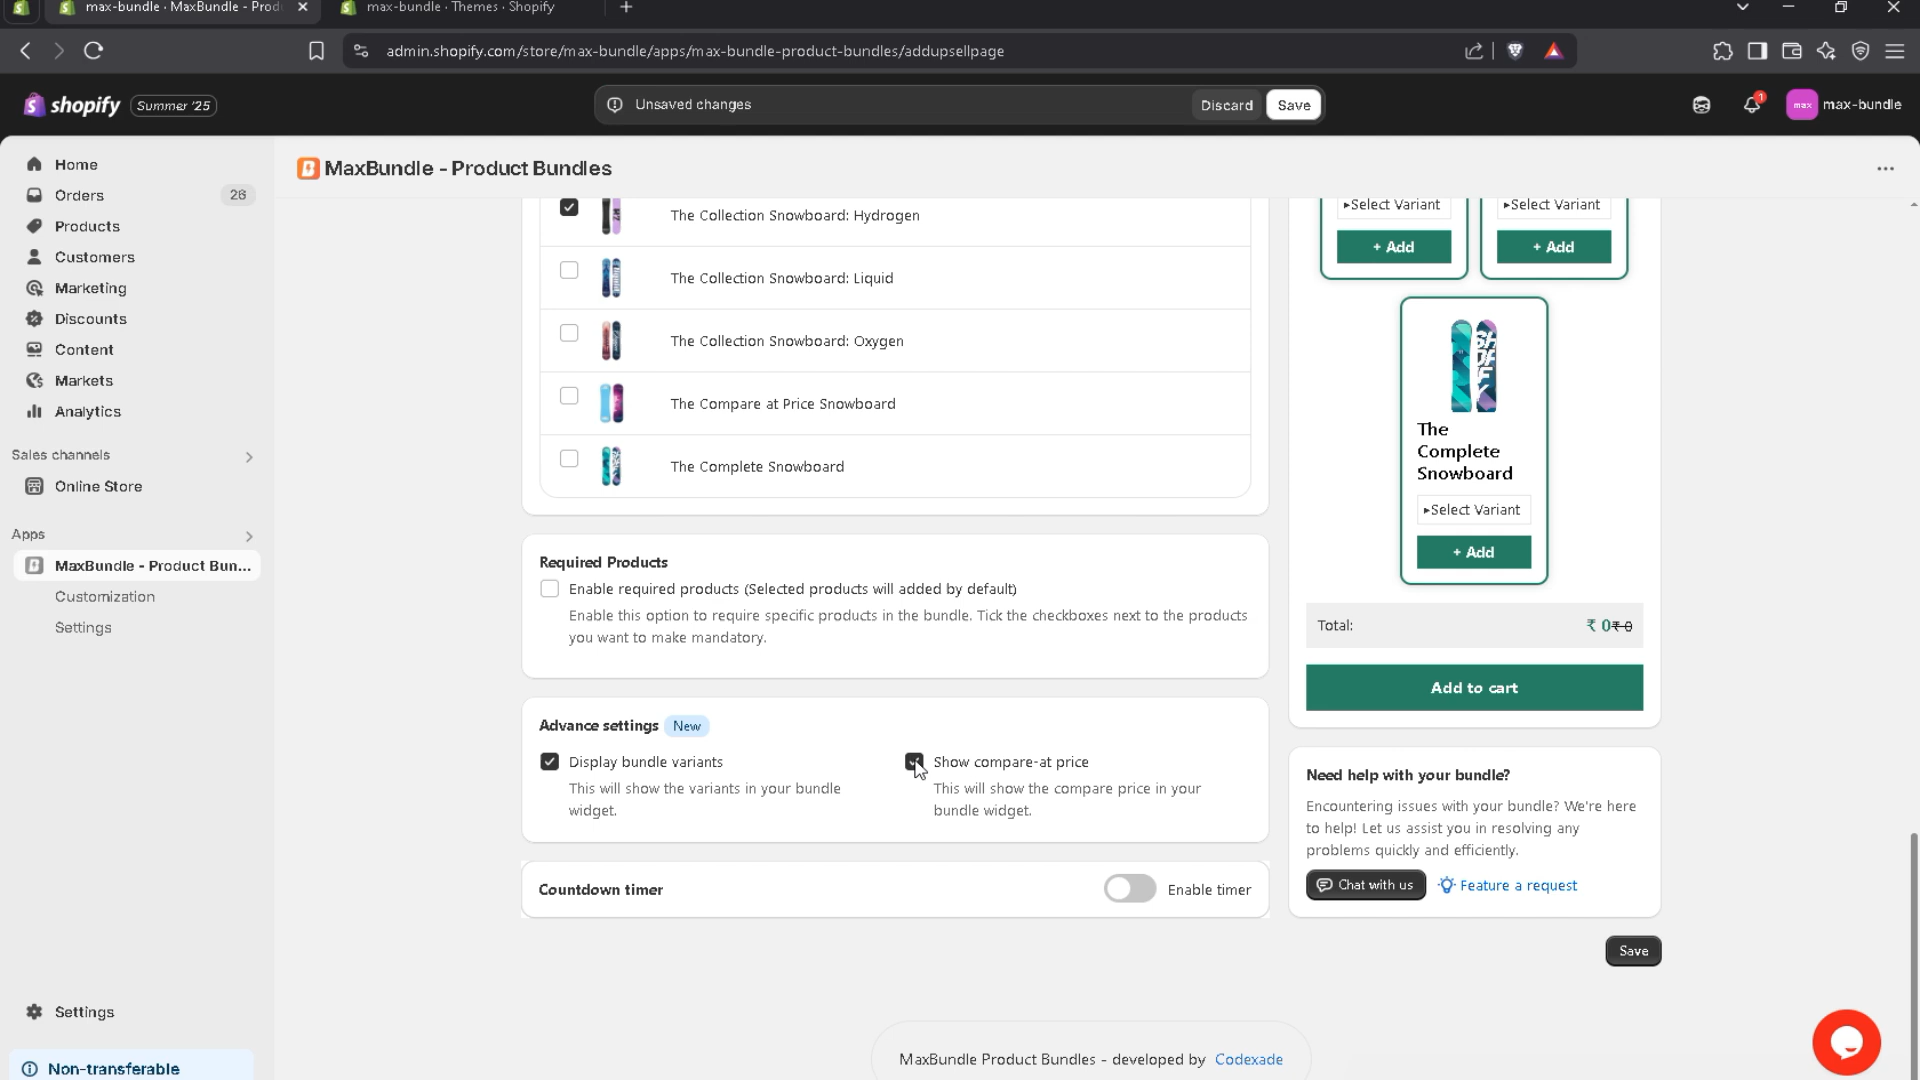 max-bundle · MaxBundle - Prod
max-bundle · Themes · Shopify
admin.shopify.com/store/max-bundle/apps/max-bundle-product-bundles/addupsellpage
shopify
Summer '25
Unsaved changes
Discard
Save
1
max
max-bundle
Home
Orders
26
Products
Customers
Marketing
Discounts
Content
Markets
Analytics
Sales channels
Online Store
Apps
MaxBundle - Product Bun...
Customization
Settings
Settings
Non-transferable
MaxBundle - Product Bundles
The Collection Snowboard: Hydrogen
The Collection Snowboard: Liquid
The Collection Snowboard: Oxygen
The Compare at Price Snowboard
The Complete Snowboard
Required Products
Enable required products (Selected products will added by default)
Enable this option to require specific products in the bundle. Tick the checkboxes next to the products
you want to make mandatory.
Advance settings New
Display bundle variants
This will show the variants in your bundle
widget.
Show compare-at price
This will show the compare price in your
bundle widget.
Countdown timer
Enable timer
▸Select Variant
+ Add
▸Select Variant
+ Add
The
Complete
Snowboard
▸Select Variant
+ Add
Total:
₹ 0₹ 0
Add to cart
Need help with your bundle?
Encountering issues with your bundle? We're here
to help! Let us assist you in resolving any
problems quickly and efficiently.
Chat with us
Feature a request
Save
MaxBundle Product Bundles - developed by Codexade